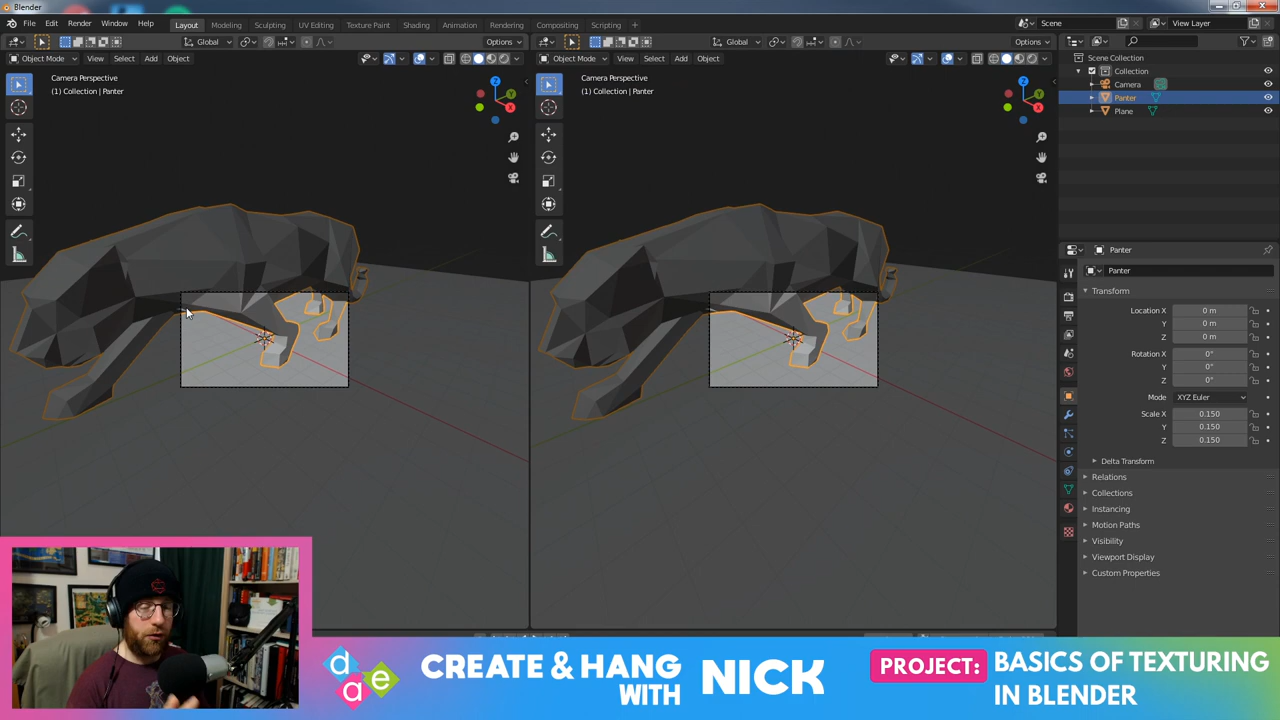 Blender
File Edit Render Window Help Layout Modeling Sculpting UV Editing Texture Paint Shading Animation Rendering Compositing Scripting + Scene View Layer
Global Options Global Options
Object Mode View Select Add Object Object Mode View Select Add Object
Scene Collection
Collection
Camera
Panter
Plane
Camera Perspective
(1) Collection | Panter
Z
Y
X
Camera Perspective
(1) Collection | Panter
Z
Y
X
Panter
Panter
Transform
Location X 0 m
Y 0 m
Z 0 m
Rotation X 0°
Y 0°
Z 0°
Mode XYZ Euler
Scale X 0.150
Y 0.150
Z 0.150
Delta Transform
Relations
Collections
Instancing
Motion Paths
Visibility
Viewport Display
Custom Properties
dae
CREATE & HANG
WITH
NICK
PROJECT:
BASICS OF TEXTURING
IN BLENDER